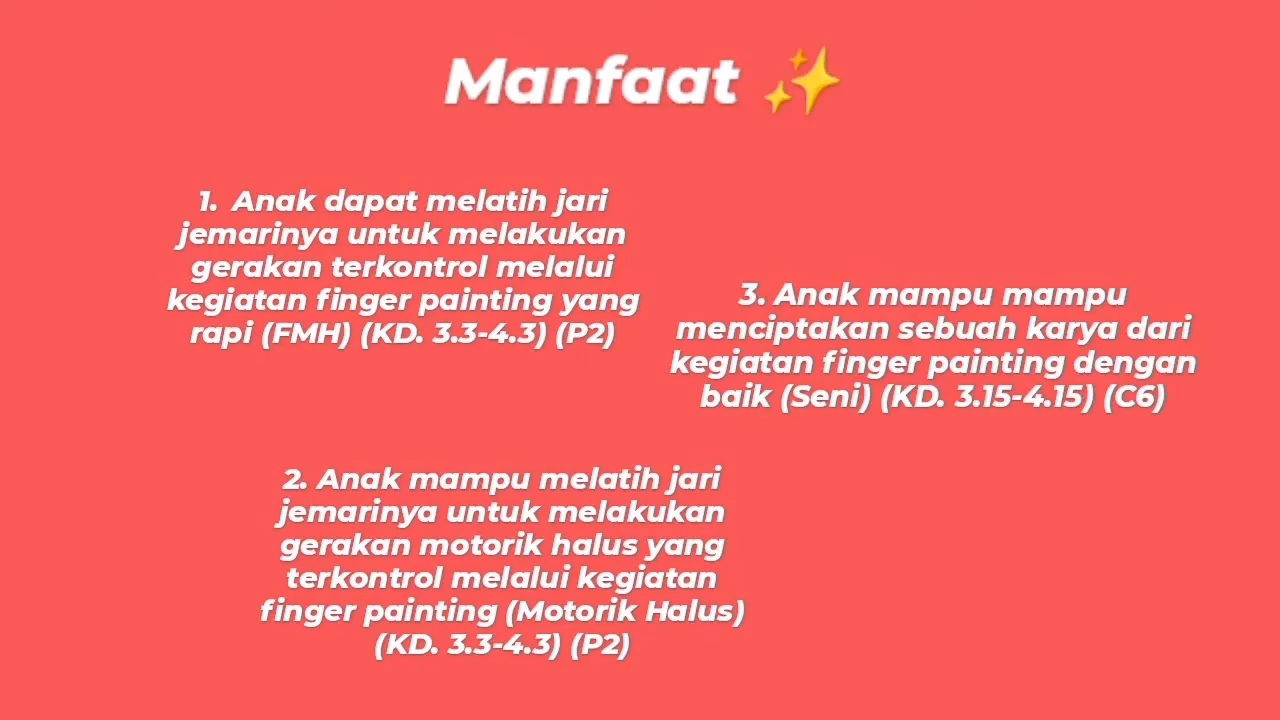 Manfaat ✨
1. Anak dapat melatih jari
jemarinya untuk melakukan
gerakan terkontrol melalui
kegiatan finger painting yang
rapi (FMH) (KD. 3.3-4.3) (P2)
2. Anak mampu melatih jari
jemarinya untuk melakukan
gerakan motorik halus yang
terkontrol melalui kegiatan
finger painting (Motorik Halus)
(KD. 3.3-4.3) (P2)
3. Anak mampu mampu
menciptakan sebuah karya dari
kegiatan finger painting dengan
baik (Seni) (KD. 3.15-4.15) (C6)